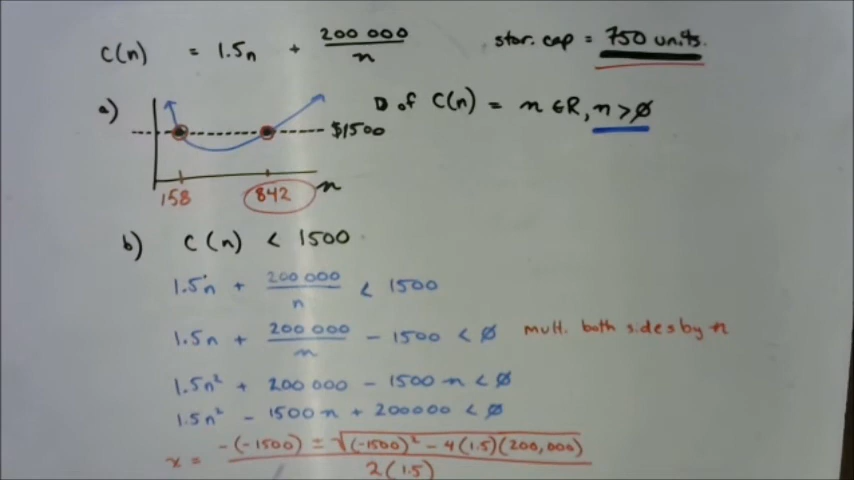 C(n) = 1.5n + 200 000 / n
stor. cap = 750 units.
a)
D of C(n) = n ∈ R, n > Ø
$1500
158 842 n
b) C(n) < 1500
1.5n + 200 000 / n < 1500
1.5n + 200 000 / n - 1500 < Ø mult. both sides by n
1.5n² + 200 000 - 1500 n < Ø
1.5n² - 1500 n + 200000 < Ø
x = -(-1500) ± √(-1500)² - 4(1.5)(200,000) / 2(1.5)